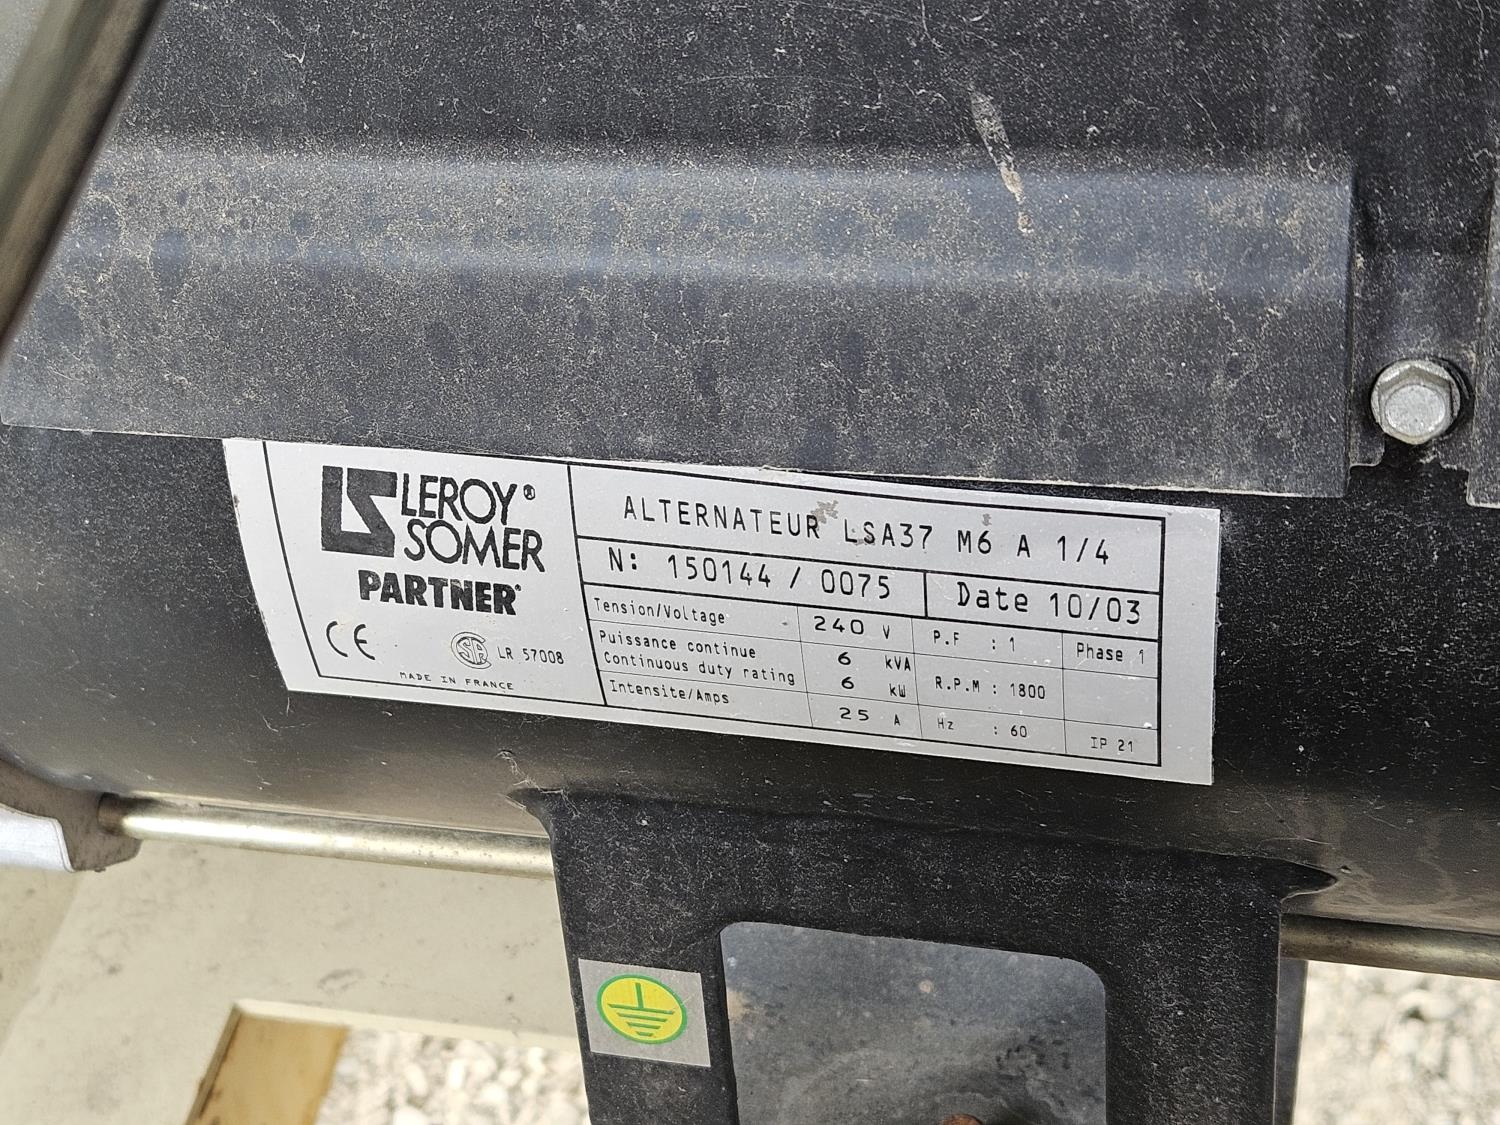 LEROY®
SOMER
PARTNER
CE
SA LR 57008
MADE IN FRANCE
ALTERNATEUR LSA37 M6 A 1/4
N: 150144 / 0075
Date 10/03
Tension/Voltage 240 V
P.F : 1
Phase 1
Puissance continue 6 kVA
Continuous duty rating 6 kW
R.P.M : 1800
Intensite/Amps 25 A
Hz : 60
IP 21